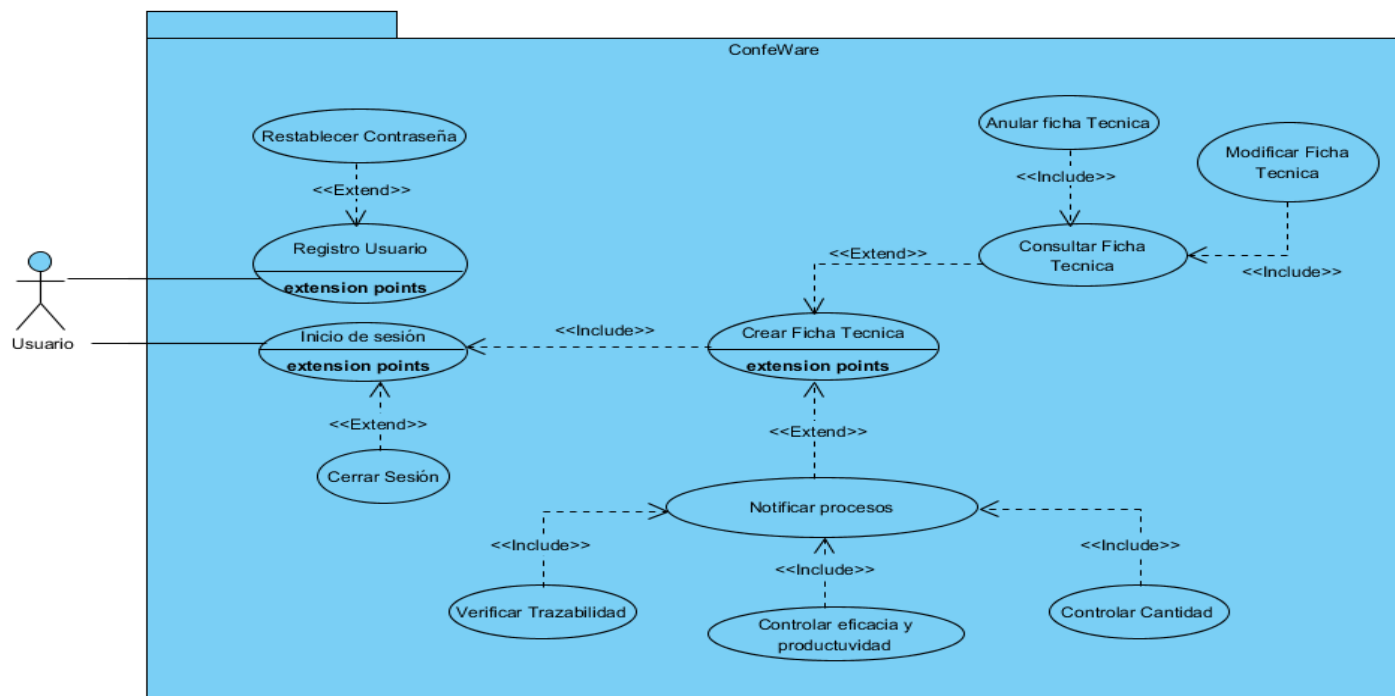 ConfeWare
Restablecer Contraseña
<<Extend>>
Registro Usuario
extension points
Usuario
Inicio de sesión
extension points
<<Extend>>
Cerrar Sesión
<<Include>>
Crear Ficha Tecnica
extension points
<<Extend>>
Anular ficha Tecnica
<<Include>>
Modificar Ficha
Tecnica
<<Include>>
Consultar Ficha
Tecnica
<<Extend>>
Notificar procesos
<<Include>>
<<Include>>
<<Include>>
Verificar Trazabilidad
Controlar eficacia y
productuvidad
Controlar Cantidad